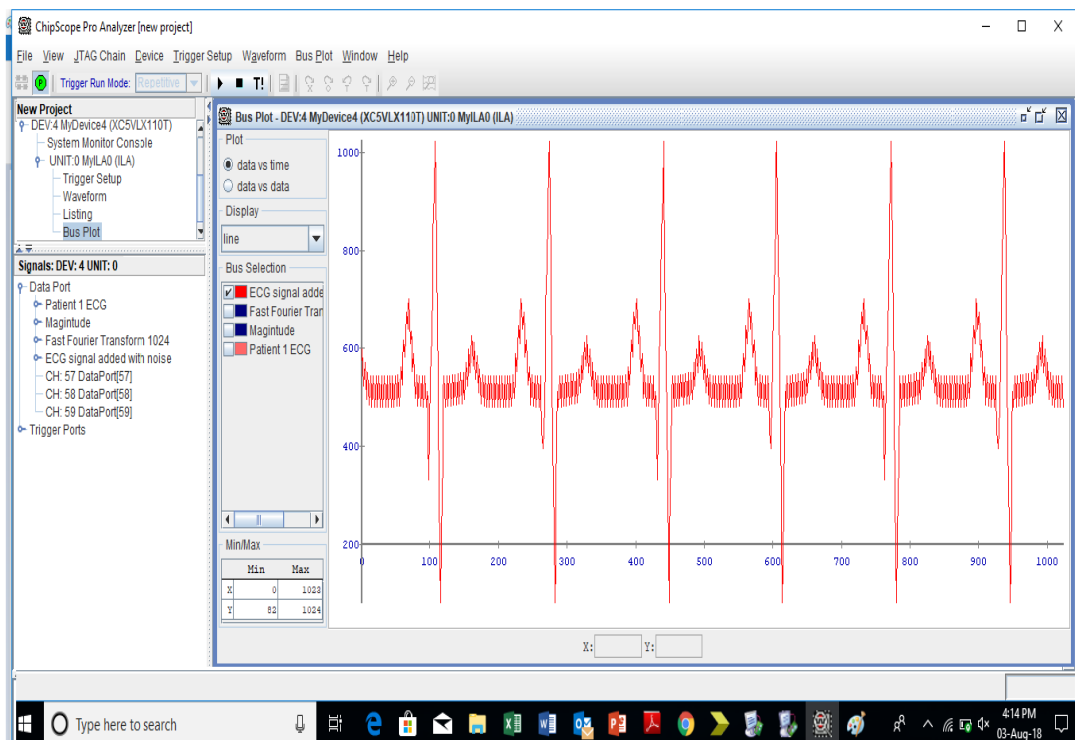 ChipScope Pro Analyzer [new project]
File View JTAG Chain Device Trigger Setup Waveform Bus Plot Window Help
Trigger Run Mode: Repetitive T!
New Project
DEV:4 MyDevice4 (XC5VLX110T)
System Monitor Console
UNIT:0 MyILA0 (ILA)
Trigger Setup
Waveform
Listing
Bus Plot
Signals: DEV: 4 UNIT: 0
Data Port
Patient 1 ECG
Magintude
Fast Fourier Transform 1024
ECG signal added with noise
CH: 57 DataPort[57]
CH: 58 DataPort[58]
CH: 59 DataPort[59]
Trigger Ports
Bus Plot - DEV:4 MyDevice4 (XC5VLX110T) UNIT:0 MyILA0 (ILA)
Plot
data vs time
data vs data
Display
line
Bus Selection
ECG signal adde
Fast Fourier Tran
Magintude
Patient 1 ECG
Min/Max
Min Max
X 0 1023
Y 82 1024
1000
800
600
400
200
0 100 200 300 400 500 600 700 800 900 1000
X: Y:
Type here to search
4:14 PM
03-Aug-18